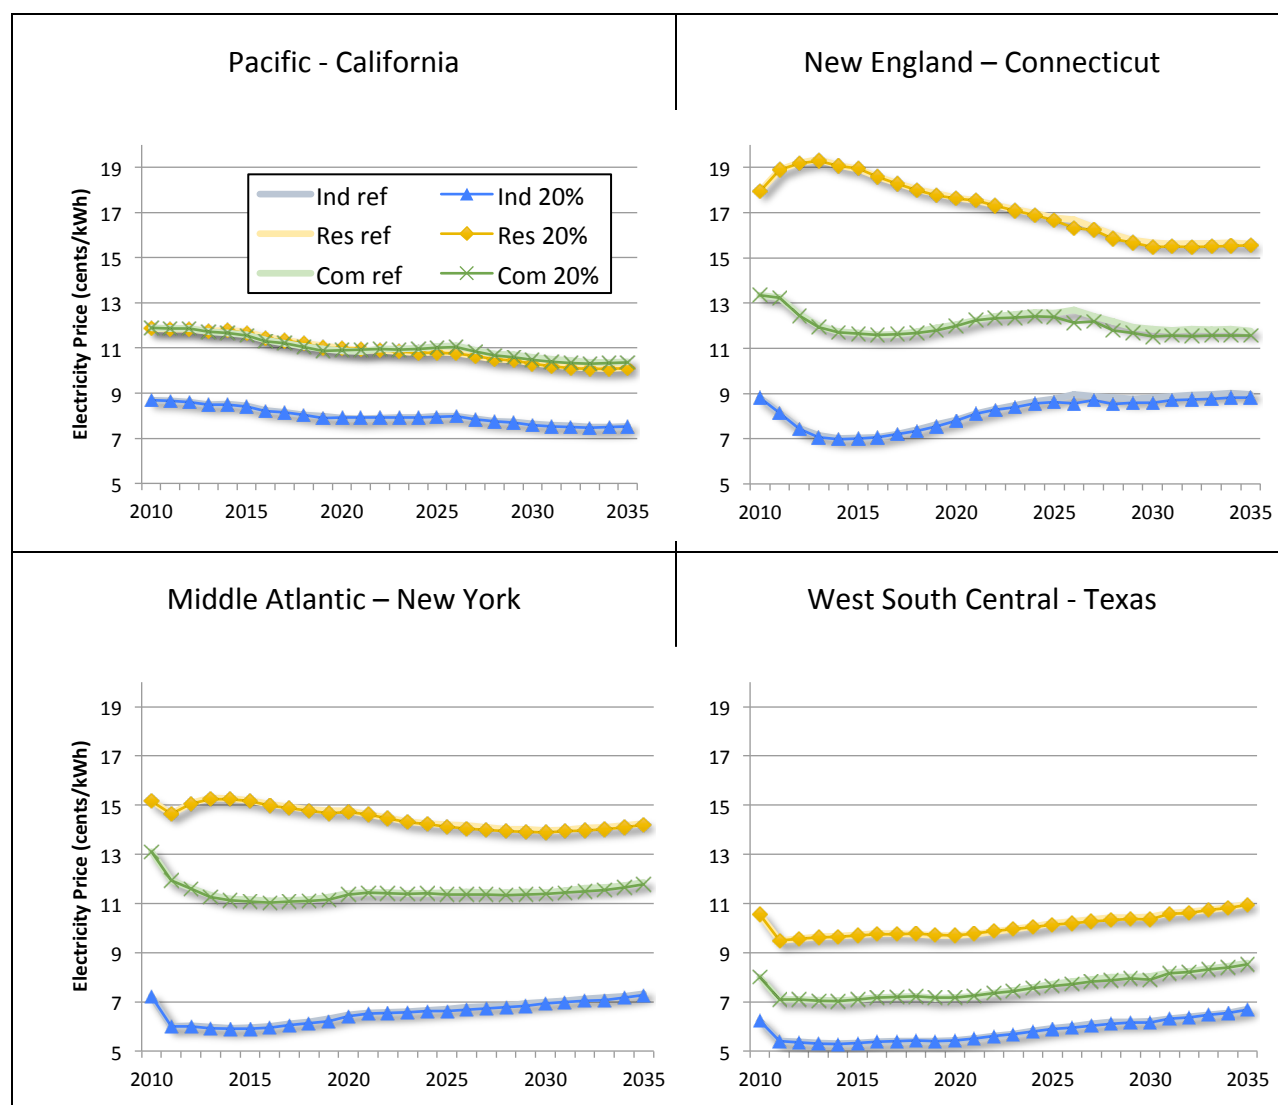 Pacific - California
Electricity Price (cents/kWh)
19
17
15
13
11
9
7
5
Ind ref
Ind 20%
Res ref
Res 20%
Com ref
Com 20%
2010 2015 2020 2025 2030 2035
New England – Connecticut
19
17
15
13
11
9
7
5
2010 2015 2020 2025 2030 2035
Middle Atlantic – New York
Electricity Price (cents/kWh)
19
17
15
13
11
9
7
5
2010 2015 2020 2025 2030 2035
West South Central - Texas
19
17
15
13
11
9
7
5
2010 2015 2020 2025 2030 2035